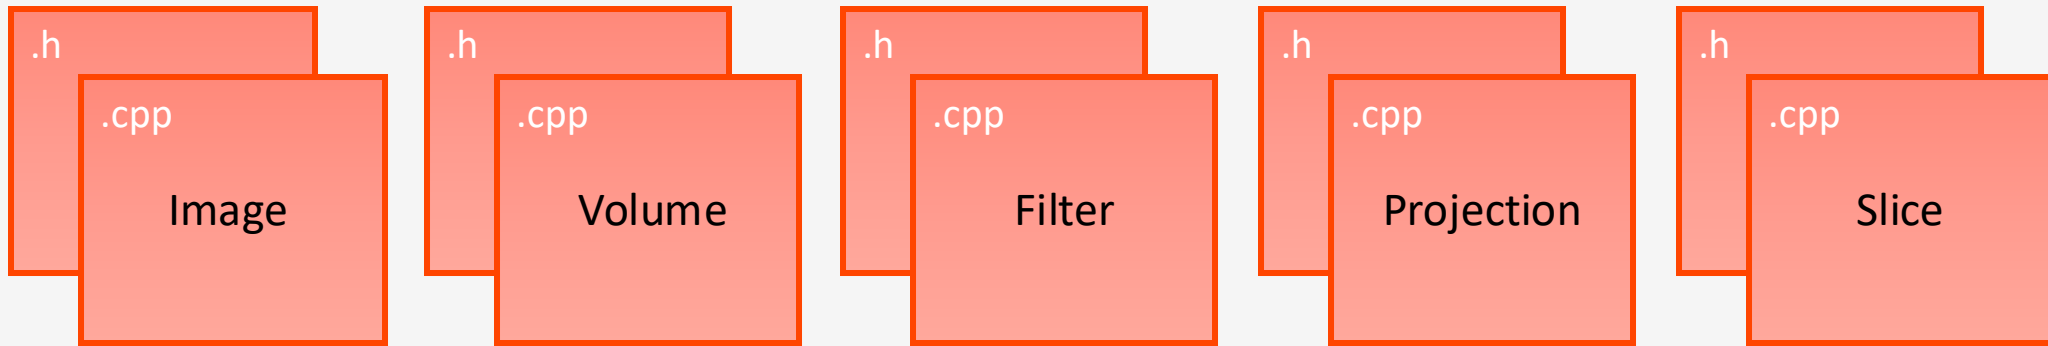 .h
.cpp
Image
.h
.cpp
Volume
.h
.cpp
Filter
.h
.cpp
Projection
.h
.cpp
Slice